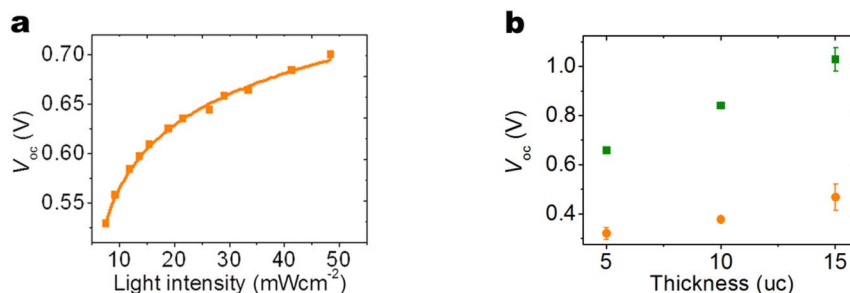 a
0.70
0.65
0.60
0.55
Voc (V)
10 20 30 40 50
Light intensity (mWcm-2)
b
1.0
0.8
0.6
0.4
Voc (V)
5 10 15
Thickness (uc)